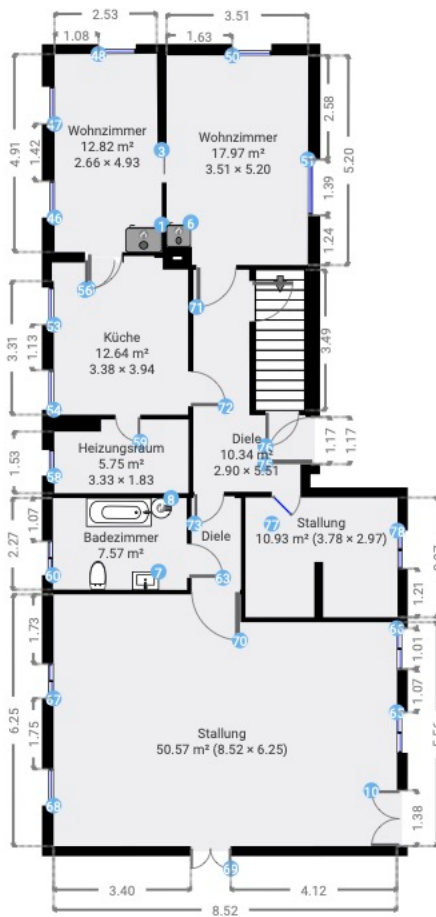 2.53
3.51
1.08
1.63
48
50
Wohnzimmer
12.82 m²
2.66 × 4.93
Wohnzimmer
17.97 m²
3.51 × 5.20
4.91
1.42
47
46
3
1
6
2.58
5.20
51
1.39
1.24
56
71
53
Küche
12.64 m²
3.38 × 3.94
3.31
1.13
54
3.49
72
59
Heizungsraum
5.75 m²
3.33 × 1.83
1.53
58
Diele
10.34 m²
2.90 × 5.51
76
1.17
1.17
8
Badezimmer
7.57 m²
7
1.07
2.27
60
73
Diele
63
77
Stallung
10.93 m² (3.78 × 2.97)
78
1.21
70
1.73
6.25
67
1.75
68
Stallung
50.57 m² (8.52 × 6.25)
1.01
1.07
10
1.38
69
3.40
4.12
8.52